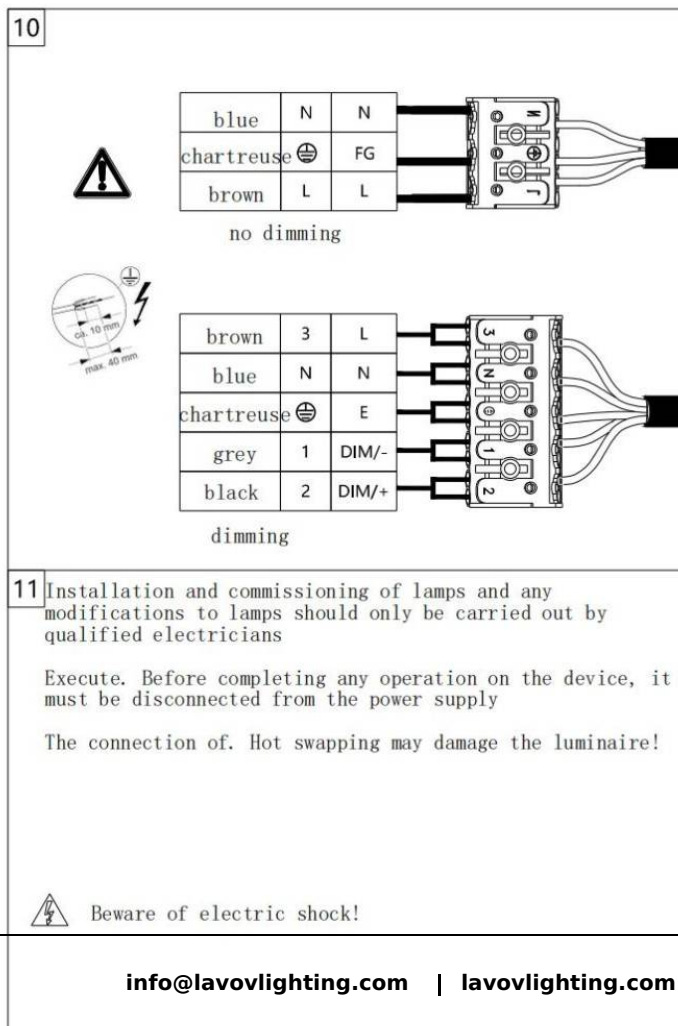 10
blue N N
chartreuse FG
brown L L
N
L
no dimming
ca. 10 mm
max. 40 mm
brown 3 L
blue N N
chartreuse E
grey 1 DIM/-
black 2 DIM/+
3
N
1
2
dimming
11 Installation and commissioning of lamps and any
modifications to lamps should only be carried out by
qualified electricians
Execute. Before completing any operation on the device, it
must be disconnected from the power supply
The connection of. Hot swapping may damage the luminaire!
Beware of electric shock!
info@lavovlighting.com | lavovlighting.com